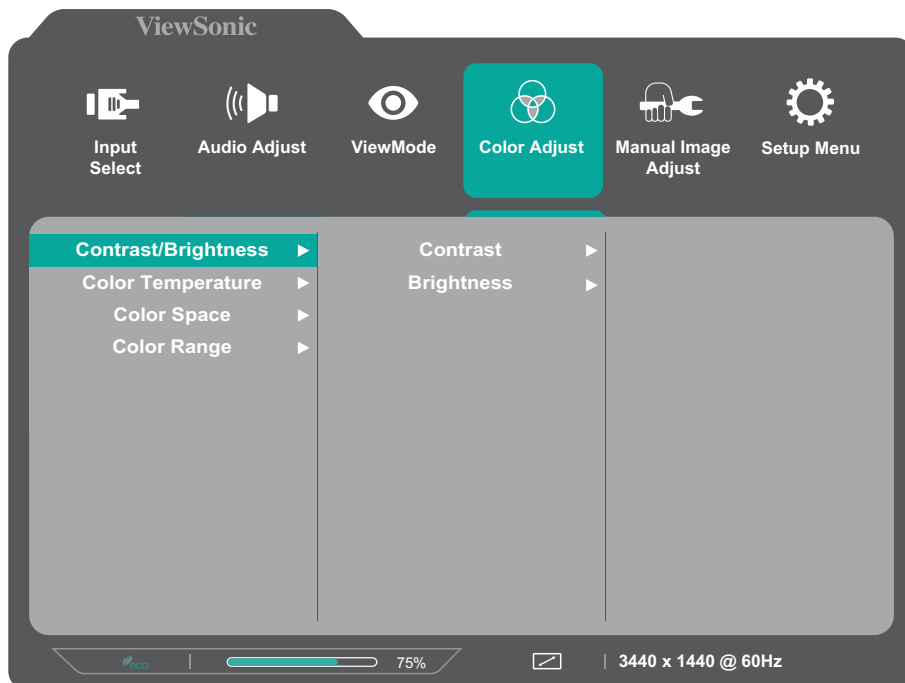 ViewSonic
Input
Select
Audio Adjust
ViewMode
Color Adjust
Manual Image
Adjust
Setup Menu
Contrast/Brightness
Color Temperature
Color Space
Color Range
Contrast
Brightness
eco
75%
3440 x 1440 @ 60Hz